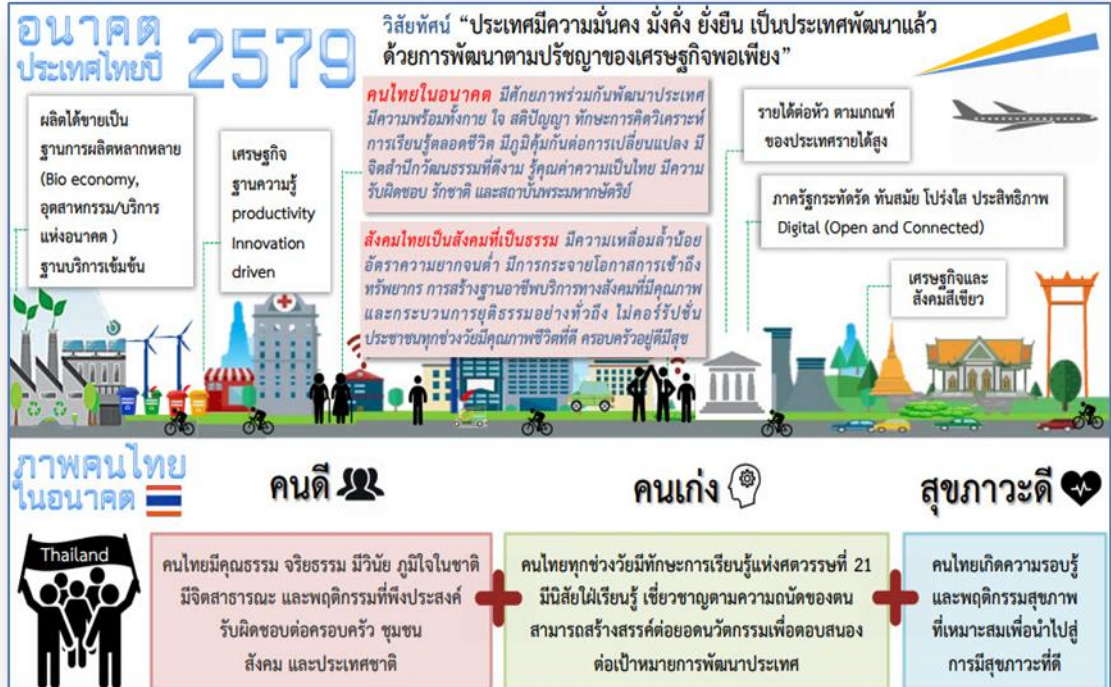 อนาคต
ประเทศไทยปี 2579
วิสัยทัศน์ “ประเทศมีความมั่นคง มั่งคั่ง ยั่งยืน เป็นประเทศพัฒนาแล้ว
ด้วยการพัฒนาตามปรัชญาของเศรษฐกิจพอเพียง”
ผลิตได้ขายเป็น
ฐานการผลิตหลากหลาย
(Bio economy,
อุตสาหกรรม/บริการ
แห่งอนาคต )
ฐานบริการเข้มข้น
เศรษฐกิจ
ฐานความรู้
productivity
Innovation
driven
คนไทยในอนาคต มีศักยภาพร่วมกันพัฒนาประเทศ
มีความพร้อมทั้งกาย ใจ สติปัญญา ทักษะการคิดวิเคราะห์
การเรียนรู้ตลอดชีวิต มีภูมิคุ้มกันต่อการเปลี่ยนแปลง มี
จิตสำนึกวัฒนธรรมที่ดีงาม รู้คุณค่าความเป็นไทย มีความ
รับผิดชอบ รักชาติ และสถาบันพระมหากษัตริย์
สังคมไทยเป็นสังคมที่เป็นธรรม มีความเหลื่อมล้ำน้อย
อัตราความยากจนต่ำ มีการกระจายโอกาสการเข้าถึง
ทรัพยากร การสร้างฐานอาชีพบริการทางสังคมที่มีคุณภาพ
และกระบวนการยุติธรรมอย่างทั่วถึง ไม่คอร์รัปชั่น
ประชาชนทุกช่วงวัยมีคุณภาพชีวิตที่ดี ครอบครัวอยู่ดีมีสุข
รายได้ต่อหัว ตามเกณฑ์
ของประเทศรายได้สูง
ภาครัฐกระทัดรัด ทันสมัย โปร่งใส ประสิทธิภาพ
Digital (Open and Connected)
เศรษฐกิจและ
สังคมสีเขียว
ภาพคนไทย
ในอนาคต
คนดี
คนเก่ง
สุขภาวะดี
Thailand
คนไทยมีคุณธรรม จริยธรรม มีวินัย ภูมิใจในชาติ
มีจิตสาธารณะ และพฤติกรรมที่พึงประสงค์
รับผิดชอบต่อครอบครัว ชุมชน
สังคม และประเทศชาติ
คนไทยทุกช่วงวัยมีทักษะการเรียนรู้แห่งศตวรรษที่ 21
มีนิสัยใฝ่เรียนรู้ เชี่ยวชาญตามความถนัดของตน
สามารถสร้างสรรค์ต่อยอดนวัตกรรมเพื่อตอบสนอง
ต่อเป้าหมายการพัฒนาประเทศ
คนไทยเกิดความรอบรู้
และพฤติกรรมสุขภาพ
ที่เหมาะสมเพื่อนำไปสู่
การมีสุขภาวะที่ดี